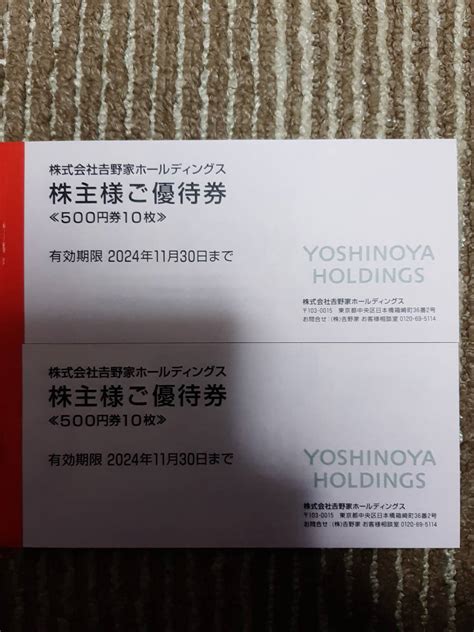 株式会社吉野家ホールディングス
株主様ご優待券
≪500円券10枚≫
有効期限 2024年11月30日まで
YOSHINOYA
HOLDINGS
株式会社吉野家ホールディングス
〒103-0015 東京都中央区日本橋箱崎町36番2号
お問合せ (株)吉野家 お客様相談室 0120-69-5114
株式会社吉野家ホールディングス
株主様ご優待券
≪500円券10枚≫
有効期限 2024年11月30日まで
YOSHINOYA
HOLDINGS
株式会社吉野家ホールディングス
〒103-0015 東京都中央区日本橋箱崎町36番2号
お問合せ (株)吉野家 お客様相談室 0120-69-5114